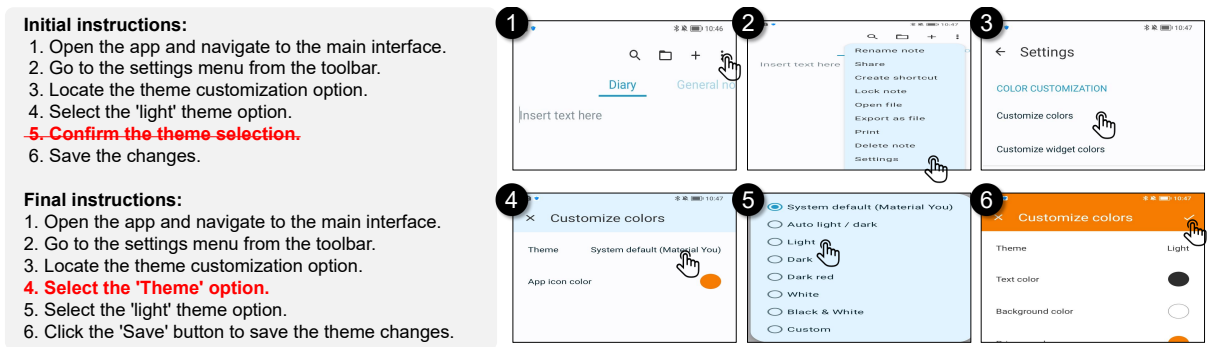 Initial instructions:
1. Open the app and navigate to the main interface.
2. Go to the settings menu from the toolbar.
3. Locate the theme customization option.
4. Select the 'light' theme option.
5. Confirm the theme selection.
6. Save the changes.
Final instructions:
1. Open the app and navigate to the main interface.
2. Go to the settings menu from the toolbar.
3. Locate the theme customization option.
4. Select the 'Theme' option.
5. Select the 'light' theme option.
6. Click the 'Save' button to save the theme changes.
1
10:46
Diary General no
Insert text here
2
10:47
Insert text here
Rename note
Share
Create shortcut
Lock note
Open file
Export as file
Print
Delete note
Settings
3
10:47
Settings
COLOR CUSTOMIZATION
Customize colors
Customize widget colors
4
10:47
Customize colors
Theme System default (Material You)
App icon color
5
System default (Material You)
Auto light / dark
Light
Dark
Dark red
White
Black & White
Custom
6
10:47
Customize colors
Theme Light
Text color
Background color